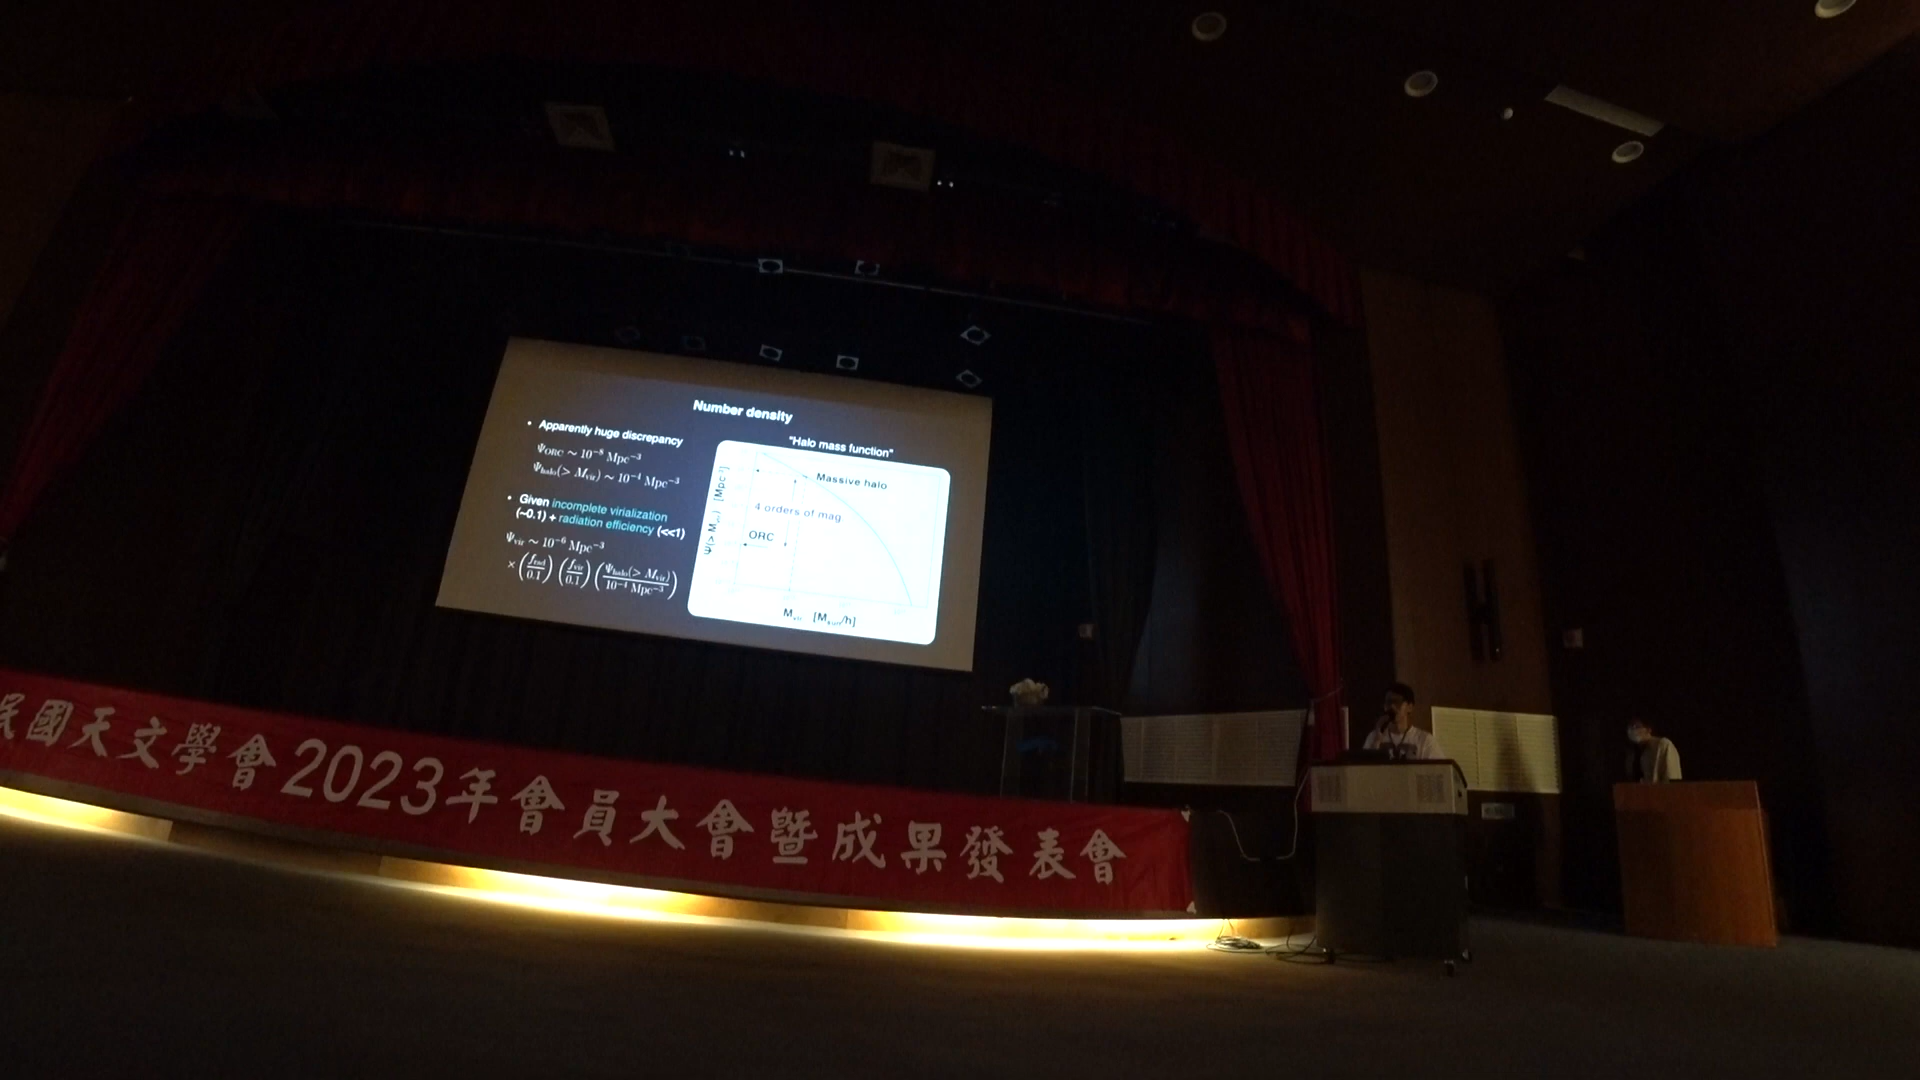 Number density
• Apparently huge discrepancy
Ψ_ORC ~ 10⁻⁸ Mpc⁻³
Ψ_halo(> M_vir) ~ 10⁻⁴ Mpc⁻³
• Given incomplete virialization
(~0.1) + radiation efficiency (<<1)
Ψ_vir ~ 10⁻⁶ Mpc⁻³
× (f_rad/0.1) (f_vir/0.1) (Ψ_halo(> M_vir)/10⁻⁴ Mpc⁻³)
"Halo mass function"
Massive halo
4 orders of mag.
ORC
Ψ(> M_vir) [Mpc⁻³]
M_vir [M_sun/h]
民國天文學會2023年會員大會暨成果發表會